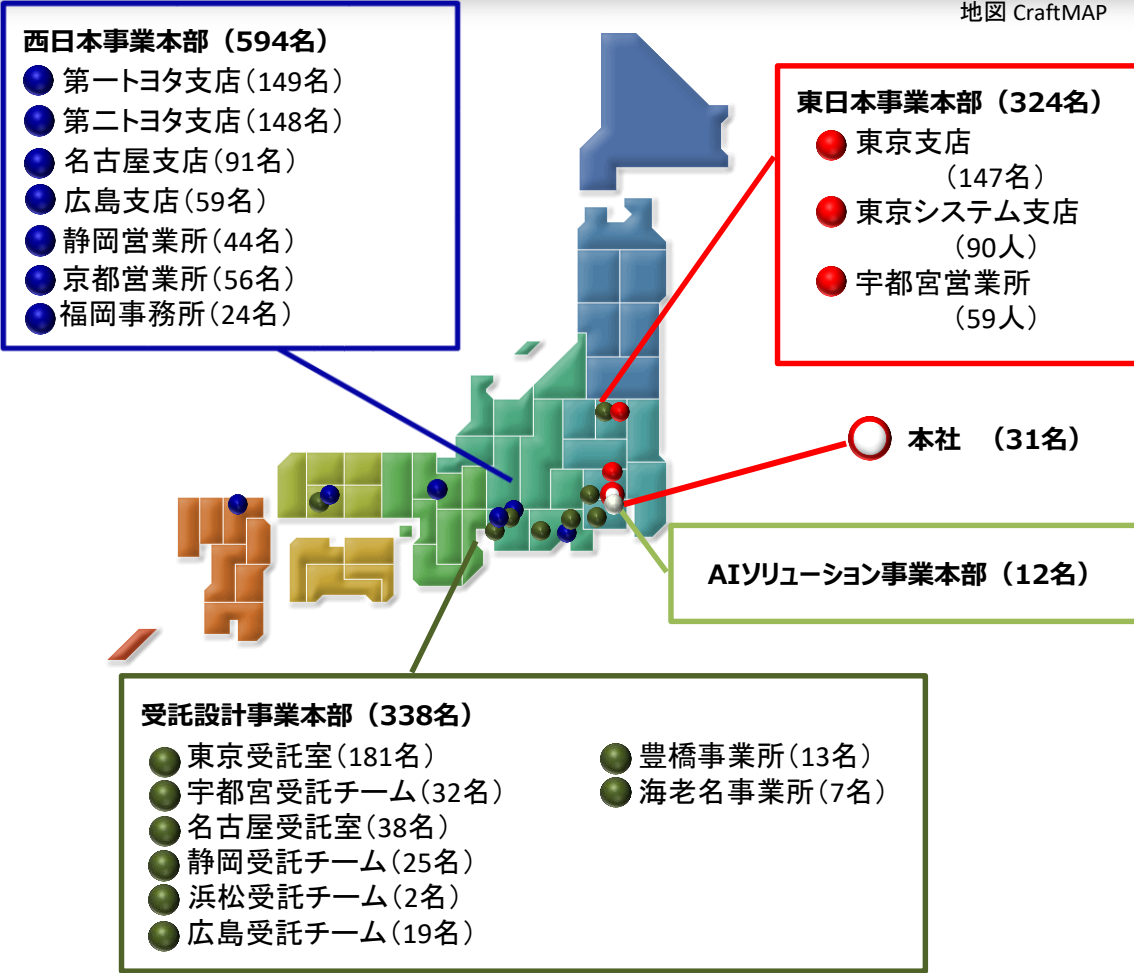 地図 CraftMAP
西日本事業本部（594名）
第一トヨタ支店（149名）
第二トヨタ支店（148名）
名古屋支店（91名）
広島支店（59名）
静岡営業所（44名）
京都営業所（56名）
福岡事務所（24名）
東日本事業本部（324名）
東京支店
（147名）
東京システム支店
（90人）
宇都宮営業所
（59人）
本社　（31名）
AIソリューション事業本部（12名）
受託設計事業本部（338名）
東京受託室（181名）
宇都宮受託チーム（32名）
名古屋受託室（38名）
静岡受託チーム（25名）
浜松受託チーム（2名）
広島受託チーム（19名）
豊橋事業所（13名）
海老名事業所（7名）